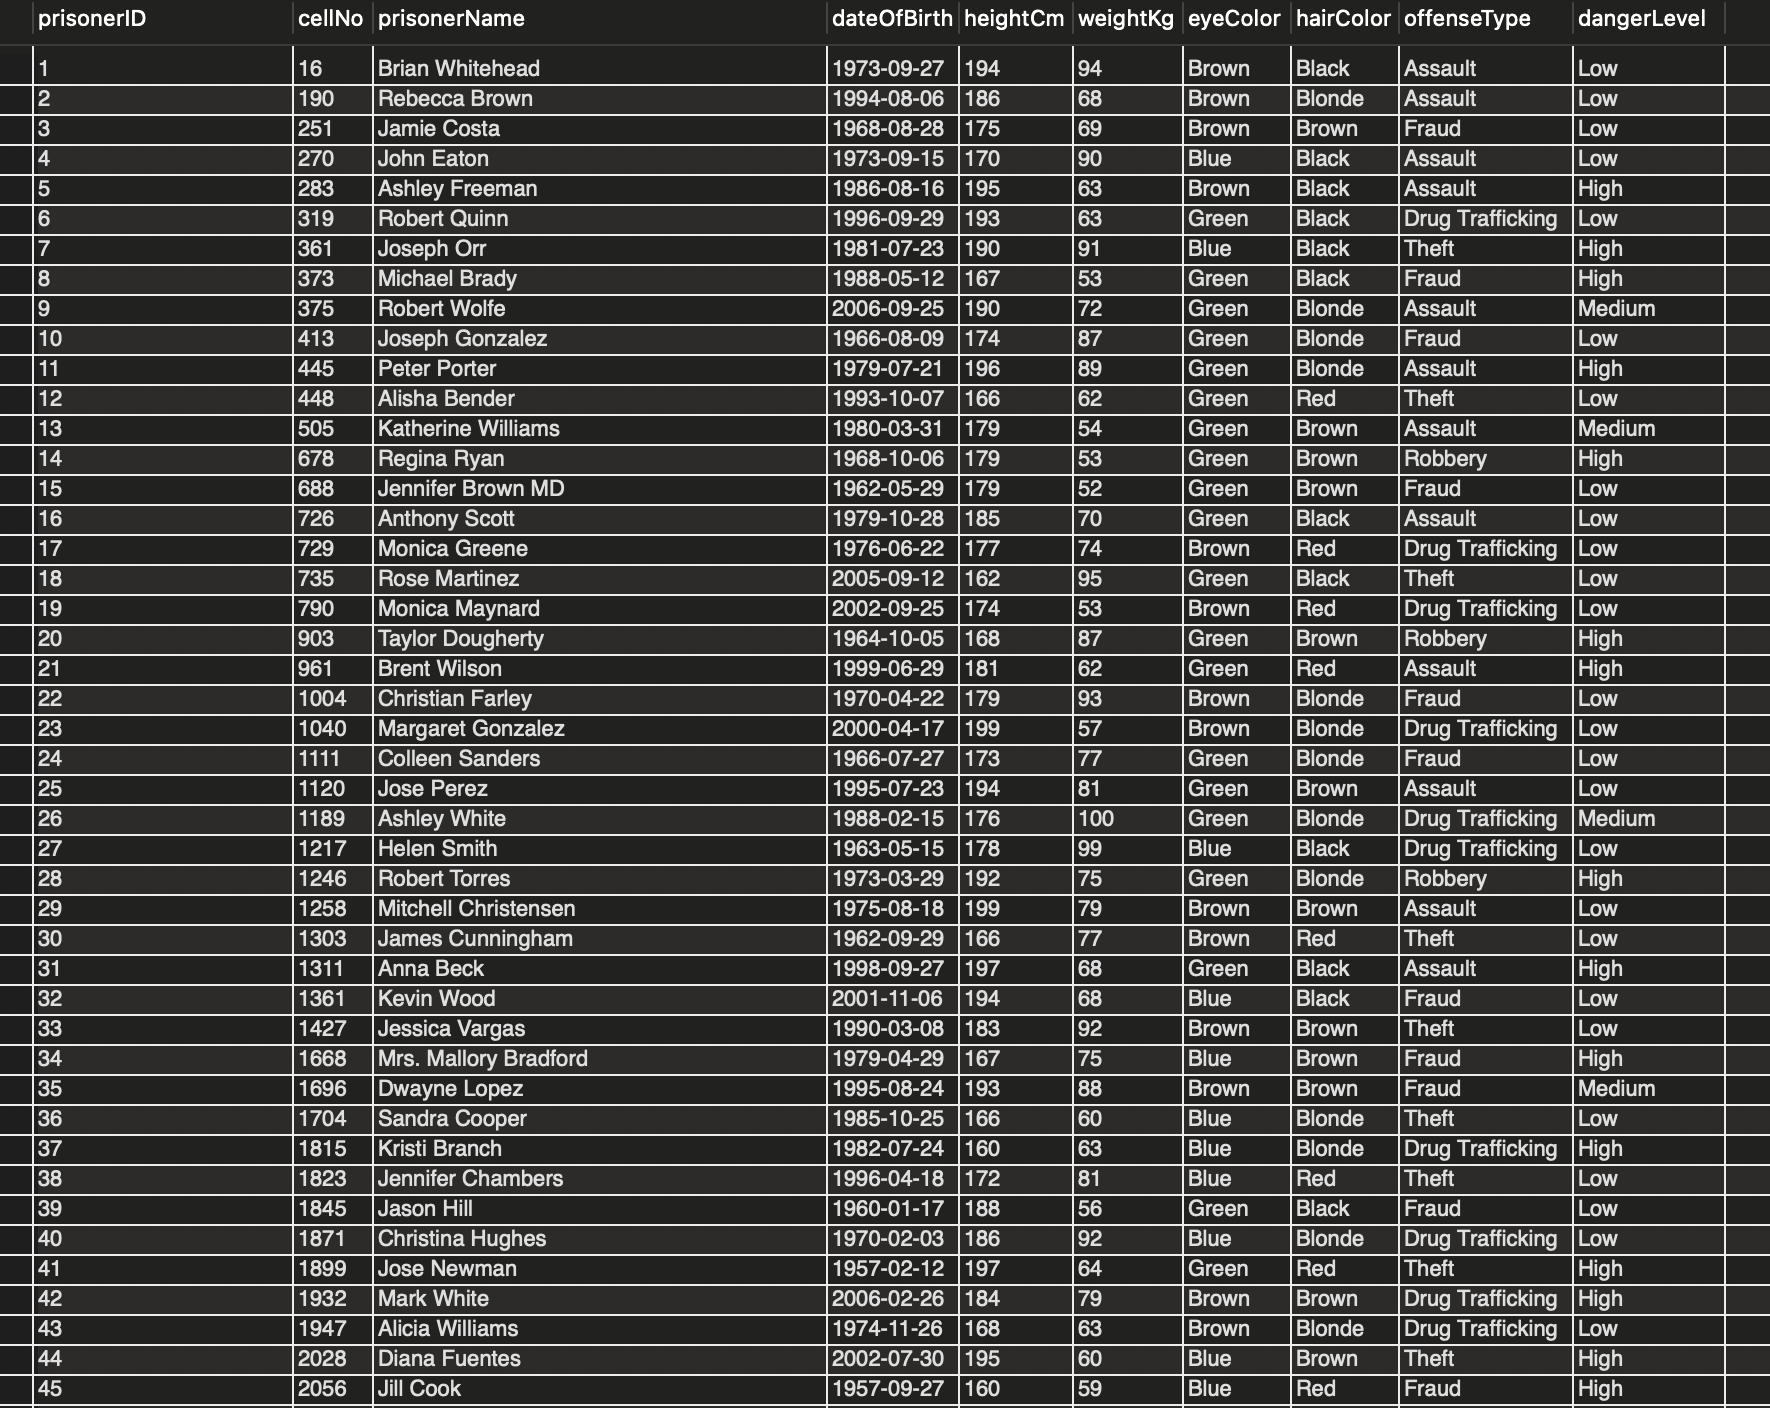 prisonerID cellNo prisonerName dateOfBirth heightCm weightKg eyeColor hairColor offenseType dangerLevel
1 16 Brian Whitehead 1973-09-27 194 94 Brown Black Assault Low
2 190 Rebecca Brown 1994-08-06 186 68 Brown Blonde Assault Low
3 251 Jamie Costa 1968-08-28 175 69 Brown Brown Fraud Low
4 270 John Eaton 1973-09-15 170 90 Blue Black Assault Low
5 283 Ashley Freeman 1986-08-16 195 63 Brown Black Assault High
6 319 Robert Quinn 1996-09-29 193 63 Green Black Drug Trafficking Low
7 361 Joseph Orr 1981-07-23 190 91 Blue Black Theft High
8 373 Michael Brady 1988-05-12 167 53 Green Black Fraud High
9 375 Robert Wolfe 2006-09-25 190 72 Green Blonde Assault Medium
10 413 Joseph Gonzalez 1966-08-09 174 87 Green Blonde Fraud Low
11 445 Peter Porter 1979-07-21 196 89 Green Blonde Assault High
12 448 Alisha Bender 1993-10-07 166 62 Green Red Theft Low
13 505 Katherine Williams 1980-03-31 179 54 Green Brown Assault Medium
14 678 Regina Ryan 1968-10-06 179 53 Green Brown Robbery High
15 688 Jennifer Brown MD 1962-05-29 179 52 Green Brown Fraud Low
16 726 Anthony Scott 1979-10-28 185 70 Green Black Assault Low
17 729 Monica Greene 1976-06-22 177 74 Brown Red Drug Trafficking Low
18 735 Rose Martinez 2005-09-12 162 95 Green Black Theft Low
19 790 Monica Maynard 2002-09-25 174 53 Brown Red Drug Trafficking Low
20 903 Taylor Dougherty 1964-10-05 168 87 Green Brown Robbery High
21 961 Brent Wilson 1999-06-29 181 62 Green Red Assault High
22 1004 Christian Farley 1970-04-22 179 93 Brown Blonde Fraud Low
23 1040 Margaret Gonzalez 2000-04-17 199 57 Brown Blonde Drug Trafficking Low
24 1111 Colleen Sanders 1966-07-27 173 77 Green Blonde Fraud Low
25 1120 Jose Perez 1995-07-23 194 81 Green Brown Assault Low
26 1189 Ashley White 1988-02-15 176 100 Green Blonde Drug Trafficking Medium
27 1217 Helen Smith 1963-05-15 178 99 Blue Black Drug Trafficking Low
28 1246 Robert Torres 1973-03-29 192 75 Green Blonde Robbery High
29 1258 Mitchell Christensen 1975-08-18 199 79 Brown Brown Assault Low
30 1303 James Cunningham 1962-09-29 166 77 Brown Red Theft Low
31 1311 Anna Beck 1998-09-27 197 68 Green Black Assault High
32 1361 Kevin Wood 2001-11-06 194 68 Blue Black Fraud Low
33 1427 Jessica Vargas 1990-03-08 183 92 Brown Brown Theft Low
34 1668 Mrs. Mallory Bradford 1979-04-29 167 75 Blue Brown Fraud High
35 1696 Dwayne Lopez 1995-08-24 193 88 Brown Brown Fraud Medium
36 1704 Sandra Cooper 1985-10-25 166 60 Blue Blonde Theft Low
37 1815 Kristi Branch 1982-07-24 160 63 Blue Blonde Drug Trafficking High
38 1823 Jennifer Chambers 1996-04-18 172 81 Blue Red Theft Low
39 1845 Jason Hill 1960-01-17 188 56 Green Black Fraud Low
40 1871 Christina Hughes 1970-02-03 186 92 Blue Blonde Drug Trafficking Low
41 1899 Jose Newman 1957-02-12 197 64 Green Red Theft High
42 1932 Mark White 2006-02-26 184 79 Brown Brown Drug Trafficking High
43 1947 Alicia Williams 1974-11-26 168 63 Brown Blonde Drug Trafficking Low
44 2028 Diana Fuentes 2002-07-30 195 60 Blue Brown Theft High
45 2056 Jill Cook 1957-09-27 160 59 Blue Red Fraud High